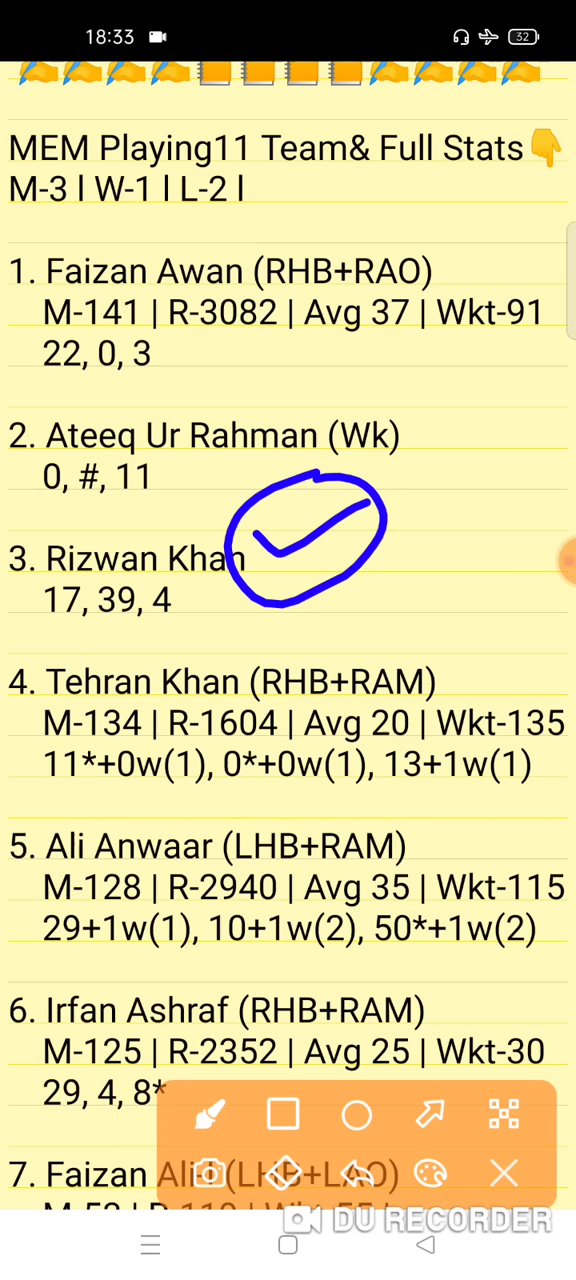 18:33
32
MEM Playing11 Team& Full Stats👇
M-3 | W-1 | L-2 |
1. Faizan Awan (RHB+RAO)
M-141 | R-3082 | Avg 37 | Wkt-91
22, 0, 3
2. Ateeq Ur Rahman (Wk)
0, #, 11
3. Rizwan Khan
17, 39, 4
4. Tehran Khan (RHB+RAM)
M-134 | R-1604 | Avg 20 | Wkt-135
11*+0w(1), 0*+0w(1), 13+1w(1)
5. Ali Anwaar (LHB+RAM)
M-128 | R-2940 | Avg 35 | Wkt-115
29+1w(1), 10+1w(2), 50*+1w(2)
6. Irfan Ashraf (RHB+RAM)
M-125 | R-2352 | Avg 25 | Wkt-30
29, 4, 8*
7. Faizan (LHB+LAO)
DU RECORDER